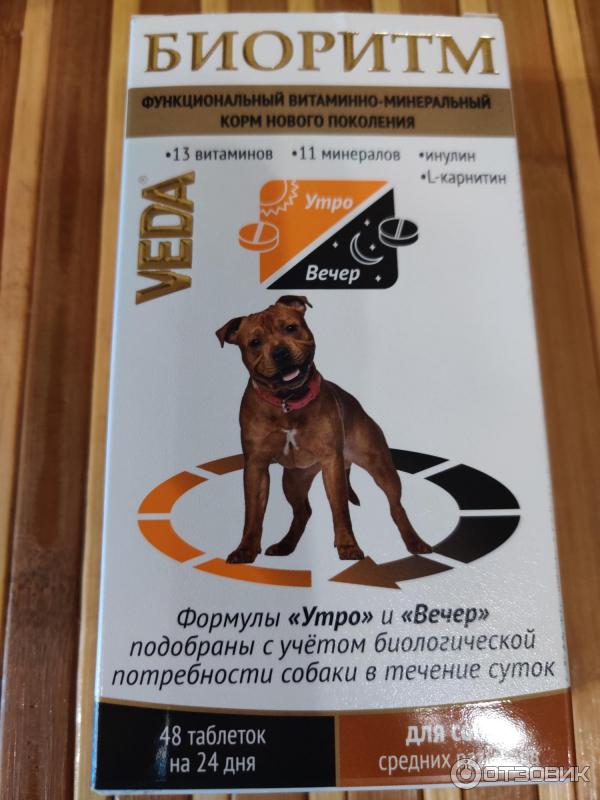 БИОРИТМ
ФУНКЦИОНАЛЬНЫЙ ВИТАМИННО-МИНЕРАЛЬНЫЙ
КОРМ НОВОГО ПОКОЛЕНИЯ
•13 витаминов •11 минералов •инулин
•L-карнитин
VEDA®
Утро
Вечер
Формулы «Утро» и «Вечер»
подобраны с учётом биологической
потребности собаки в течение суток
48 таблеток
на 24 дня
для
средних
ОТЗОВИК